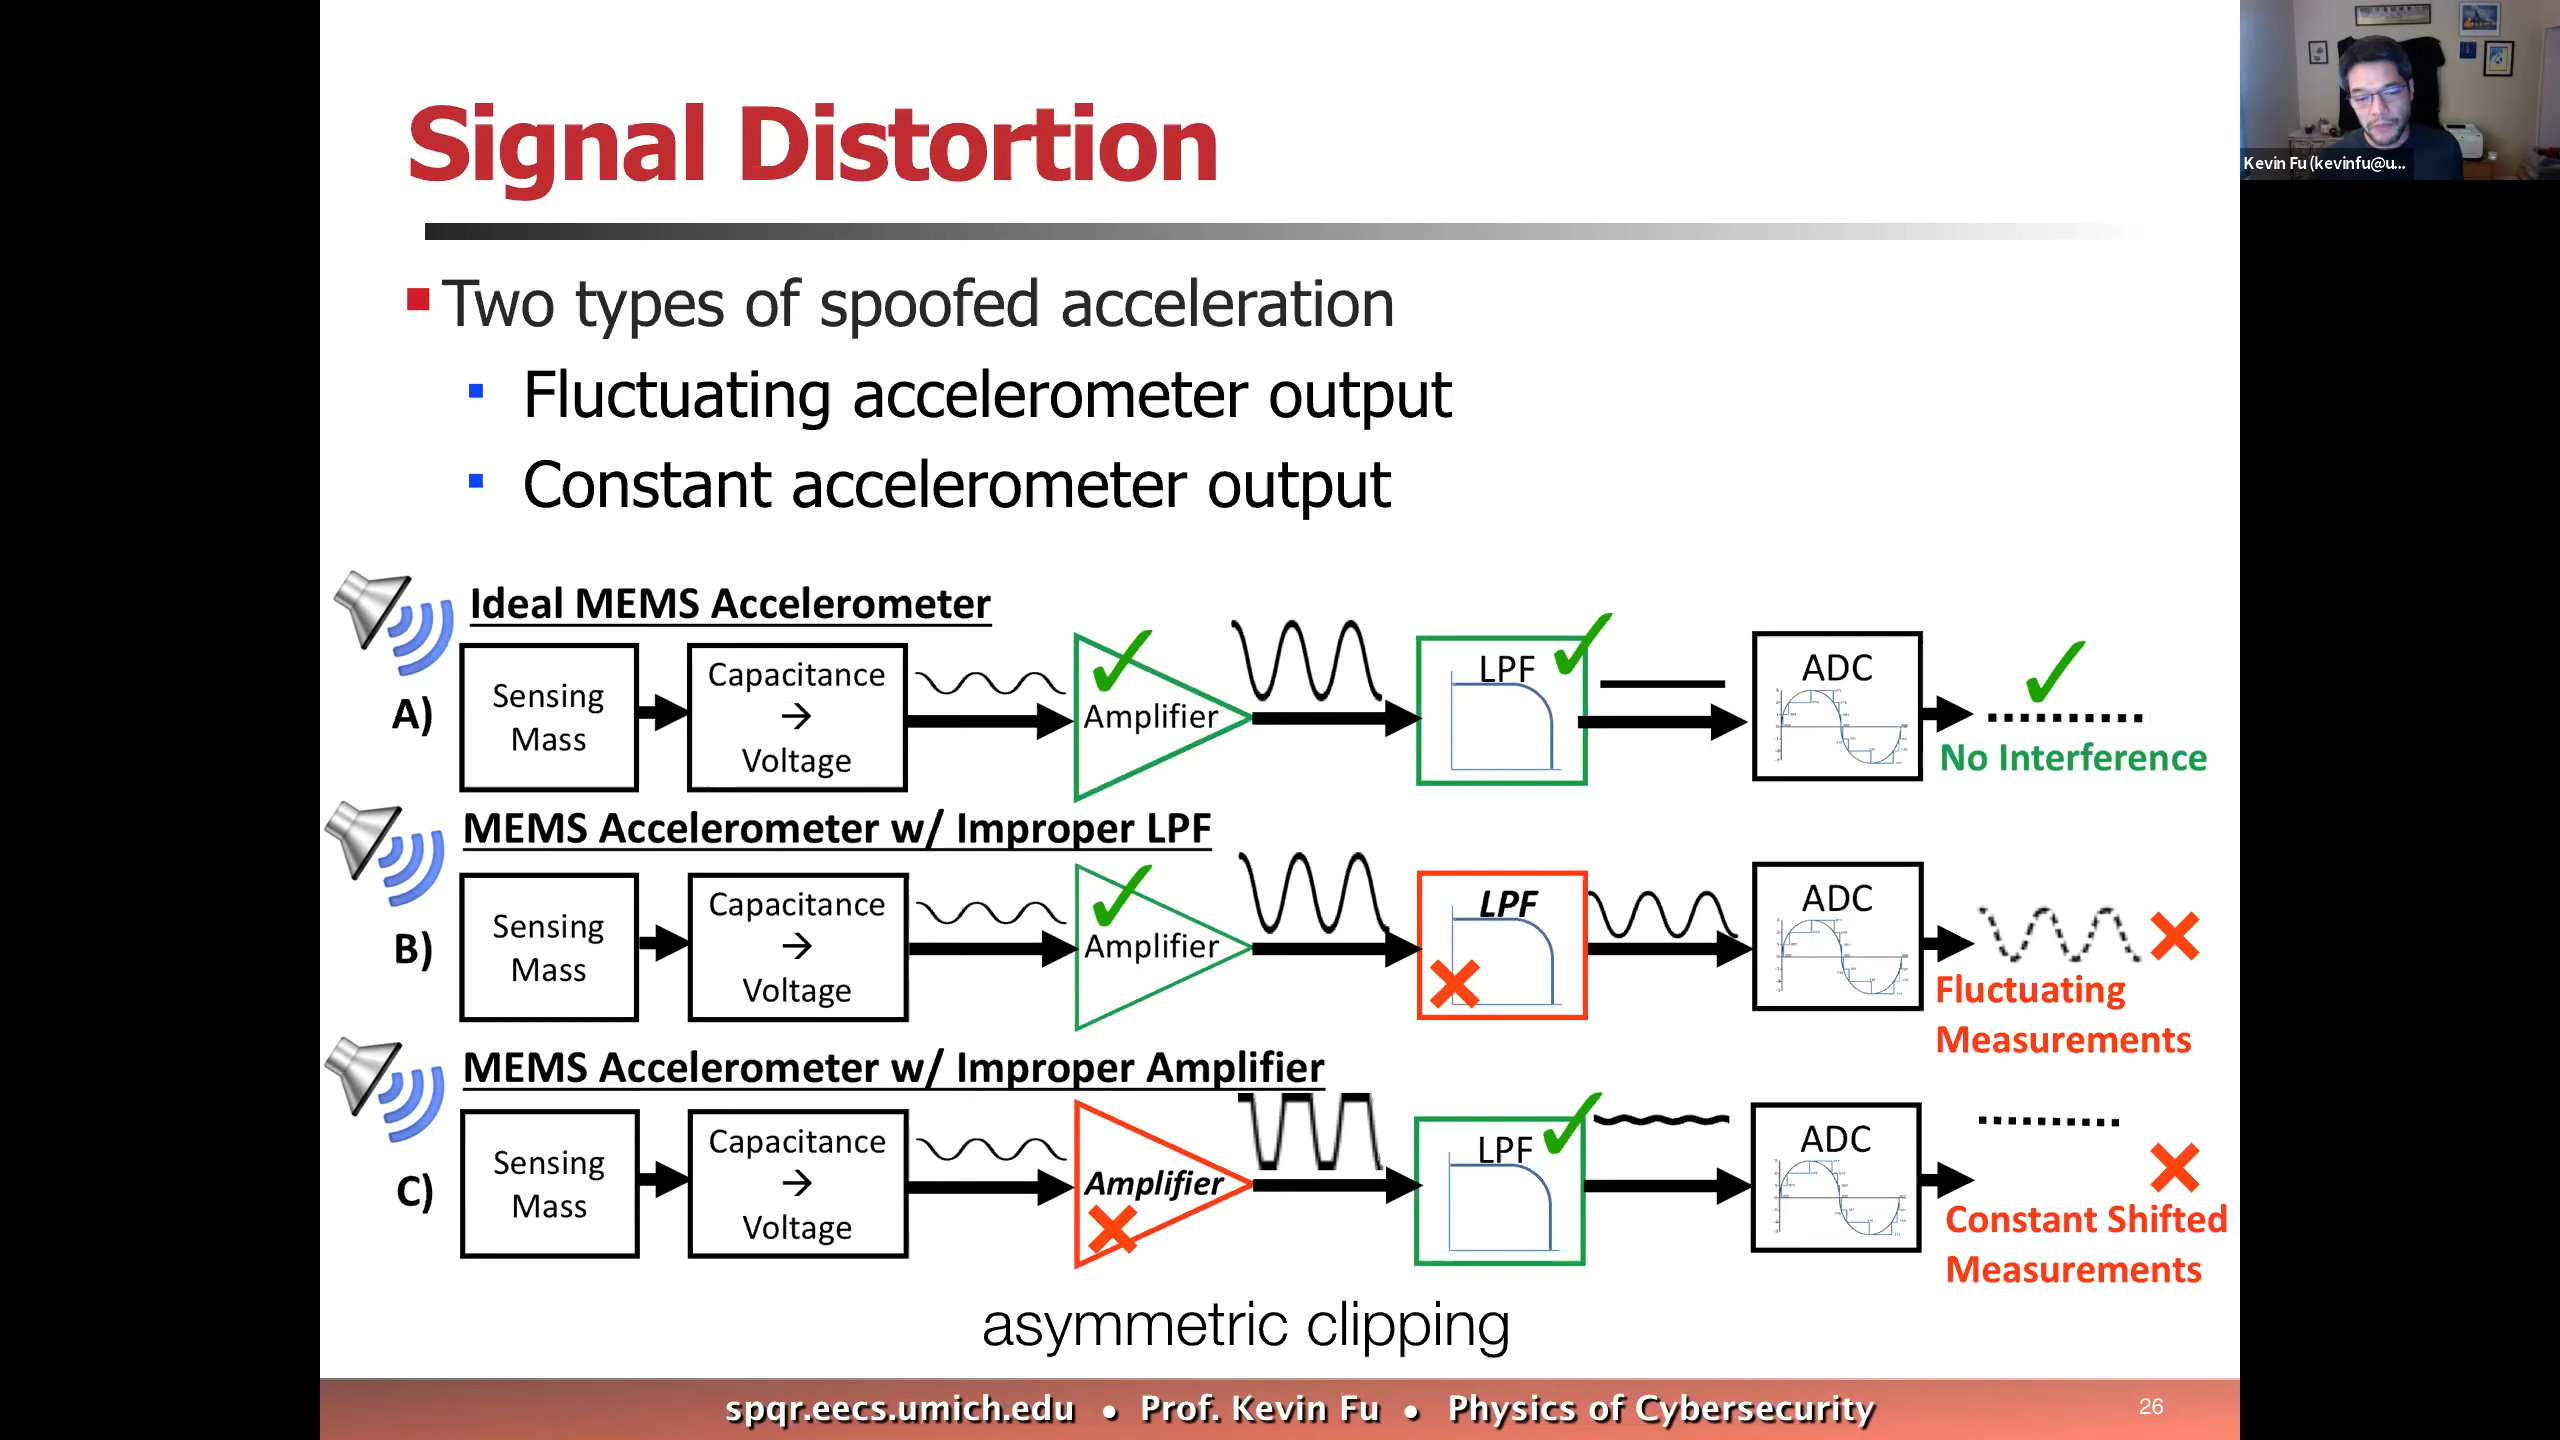 Signal Distortion
Kevin Fu (kevinfu@u...
Two types of spoofed acceleration
Fluctuating accelerometer output
Constant accelerometer output
Ideal MEMS Accelerometer
A)
Sensing
Mass
Capacitance
→
Voltage
Amplifier
LPF
ADC
No Interference
MEMS Accelerometer w/ Improper LPF
B)
Sensing
Mass
Capacitance
→
Voltage
Amplifier
LPF
ADC
Fluctuating
Measurements
MEMS Accelerometer w/ Improper Amplifier
C)
Sensing
Mass
Capacitance
→
Voltage
Amplifier
LPF
ADC
Constant Shifted
Measurements
asymmetric clipping
spqr.eecs.umich.edu • Prof. Kevin Fu • Physics of Cybersecurity
26